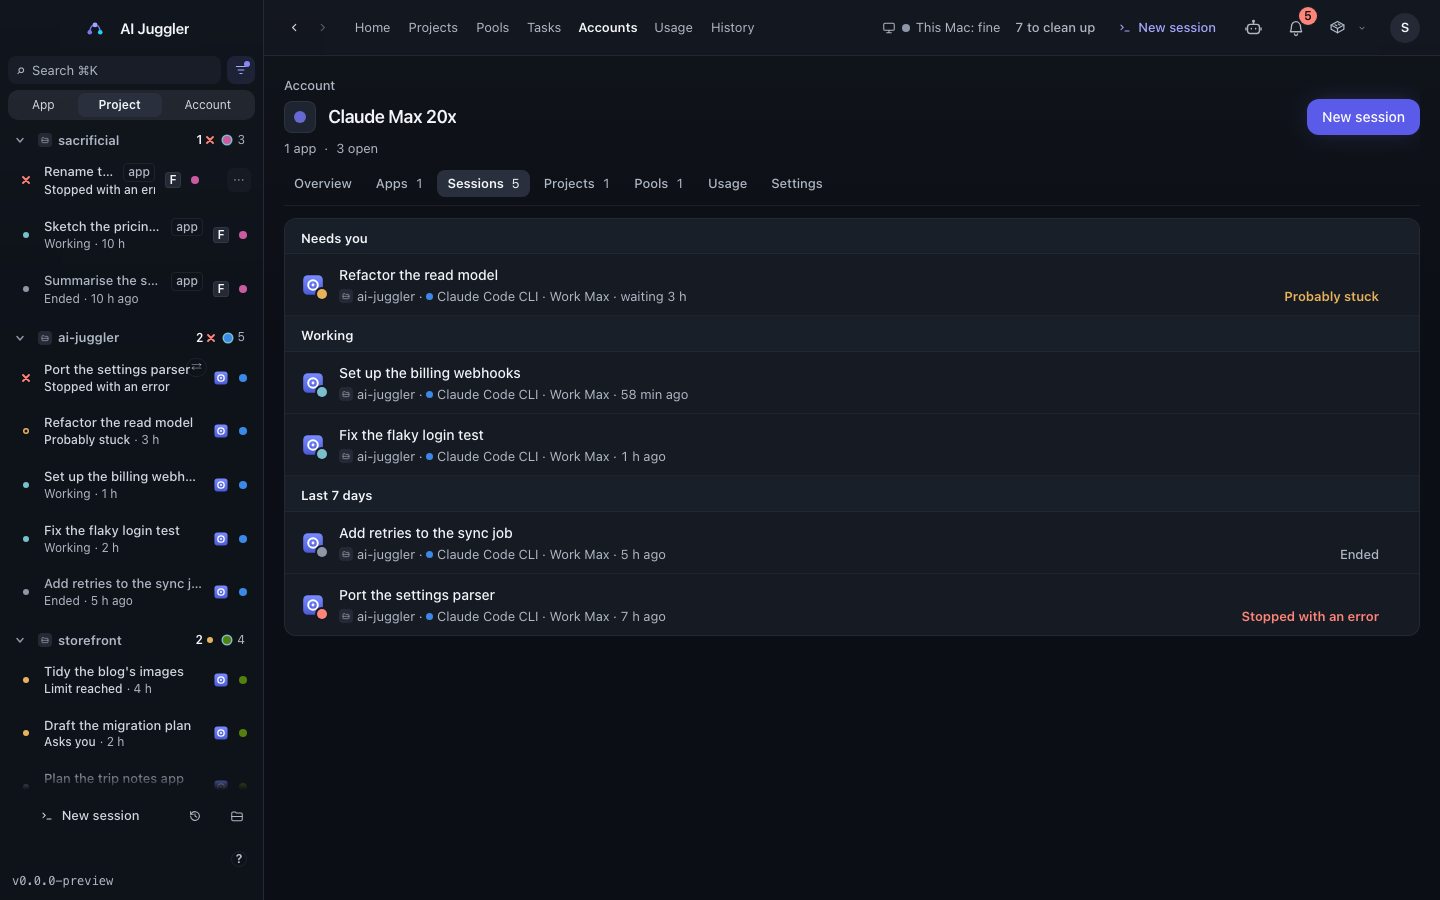 AI Juggler
Search ⌘K
App Project Account
sacrificial 1 3
Rename t... app F
Stopped with an err
Sketch the pricin... app F
Working · 10 h
Summarise the s... app F
Ended · 10 h ago
ai-juggler 2 5
Port the settings parser
Stopped with an error
Refactor the read model
Probably stuck · 3 h
Set up the billing webh...
Working · 1 h
Fix the flaky login test
Working · 2 h
Add retries to the sync j...
Ended · 5 h ago
storefront 2 4
Tidy the blog's images
Limit reached · 4 h
Draft the migration plan
Asks you · 2 h
Plan the trip notes app
New session
?
v0.0.0-preview
Home Projects Pools Tasks Accounts Usage History
This Mac: fine 7 to clean up New session 5 S
Account
Claude Max 20x
New session
1 app · 3 open
Overview Apps 1 Sessions 5 Projects 1 Pools 1 Usage Settings
Needs you
Refactor the read model
ai-juggler · Claude Code CLI · Work Max · waiting 3 h Probably stuck
Working
Set up the billing webhooks
ai-juggler · Claude Code CLI · Work Max · 58 min ago
Fix the flaky login test
ai-juggler · Claude Code CLI · Work Max · 1 h ago
Last 7 days
Add retries to the sync job
ai-juggler · Claude Code CLI · Work Max · 5 h ago Ended
Port the settings parser
ai-juggler · Claude Code CLI · Work Max · 7 h ago Stopped with an error